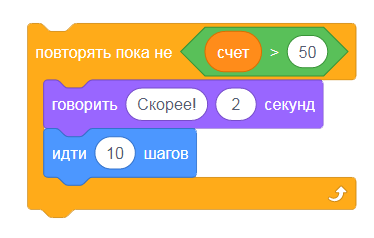 повторять пока не счет > 50
говорить Скорее! 2 секунд
идти 10 шагов